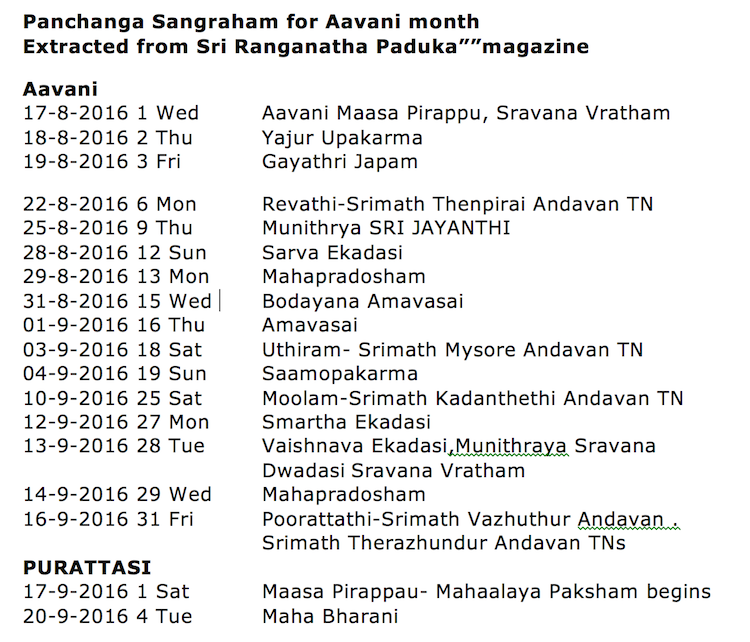 Panchanga Sangraham for Aavani month
Extracted from Sri Ranganatha Paduka””magazine
Aavani
17-8-2016 1 Wed Aavani Maasa Pirappu, Sravana Vratham
18-8-2016 2 Thu Yajur Upakarma
19-8-2016 3 Fri Gayathri Japam
22-8-2016 6 Mon Revathi-Srimath Thenpirai Andavan TN
25-8-2016 9 Thu Munithrya SRI JAYANTHI
28-8-2016 12 Sun Sarva Ekadasi
29-8-2016 13 Mon Mahapradosham
31-8-2016 15 Wed Bodayana Amavasai
01-9-2016 16 Thu Amavasai
03-9-2016 18 Sat Uthiram- Srimath Mysore Andavan TN
04-9-2016 19 Sun Saamopakarma
10-9-2016 25 Sat Moolam-Srimath Kadanthethi Andavan TN
12-9-2016 27 Mon Smartha Ekadasi
13-9-2016 28 Tue Vaishnava Ekadasi,Munithraya Sravana
Dwadasi Sravana Vratham
14-9-2016 29 Wed Mahapradosham
16-9-2016 31 Fri Poorattathi-Srimath Vazhuthur Andavan .
Srimath Therazhundur Andavan TNs
PURATTASI
17-9-2016 1 Sat Maasa Pirappau- Mahaalaya Paksham begins
20-9-2016 4 Tue Maha Bharani